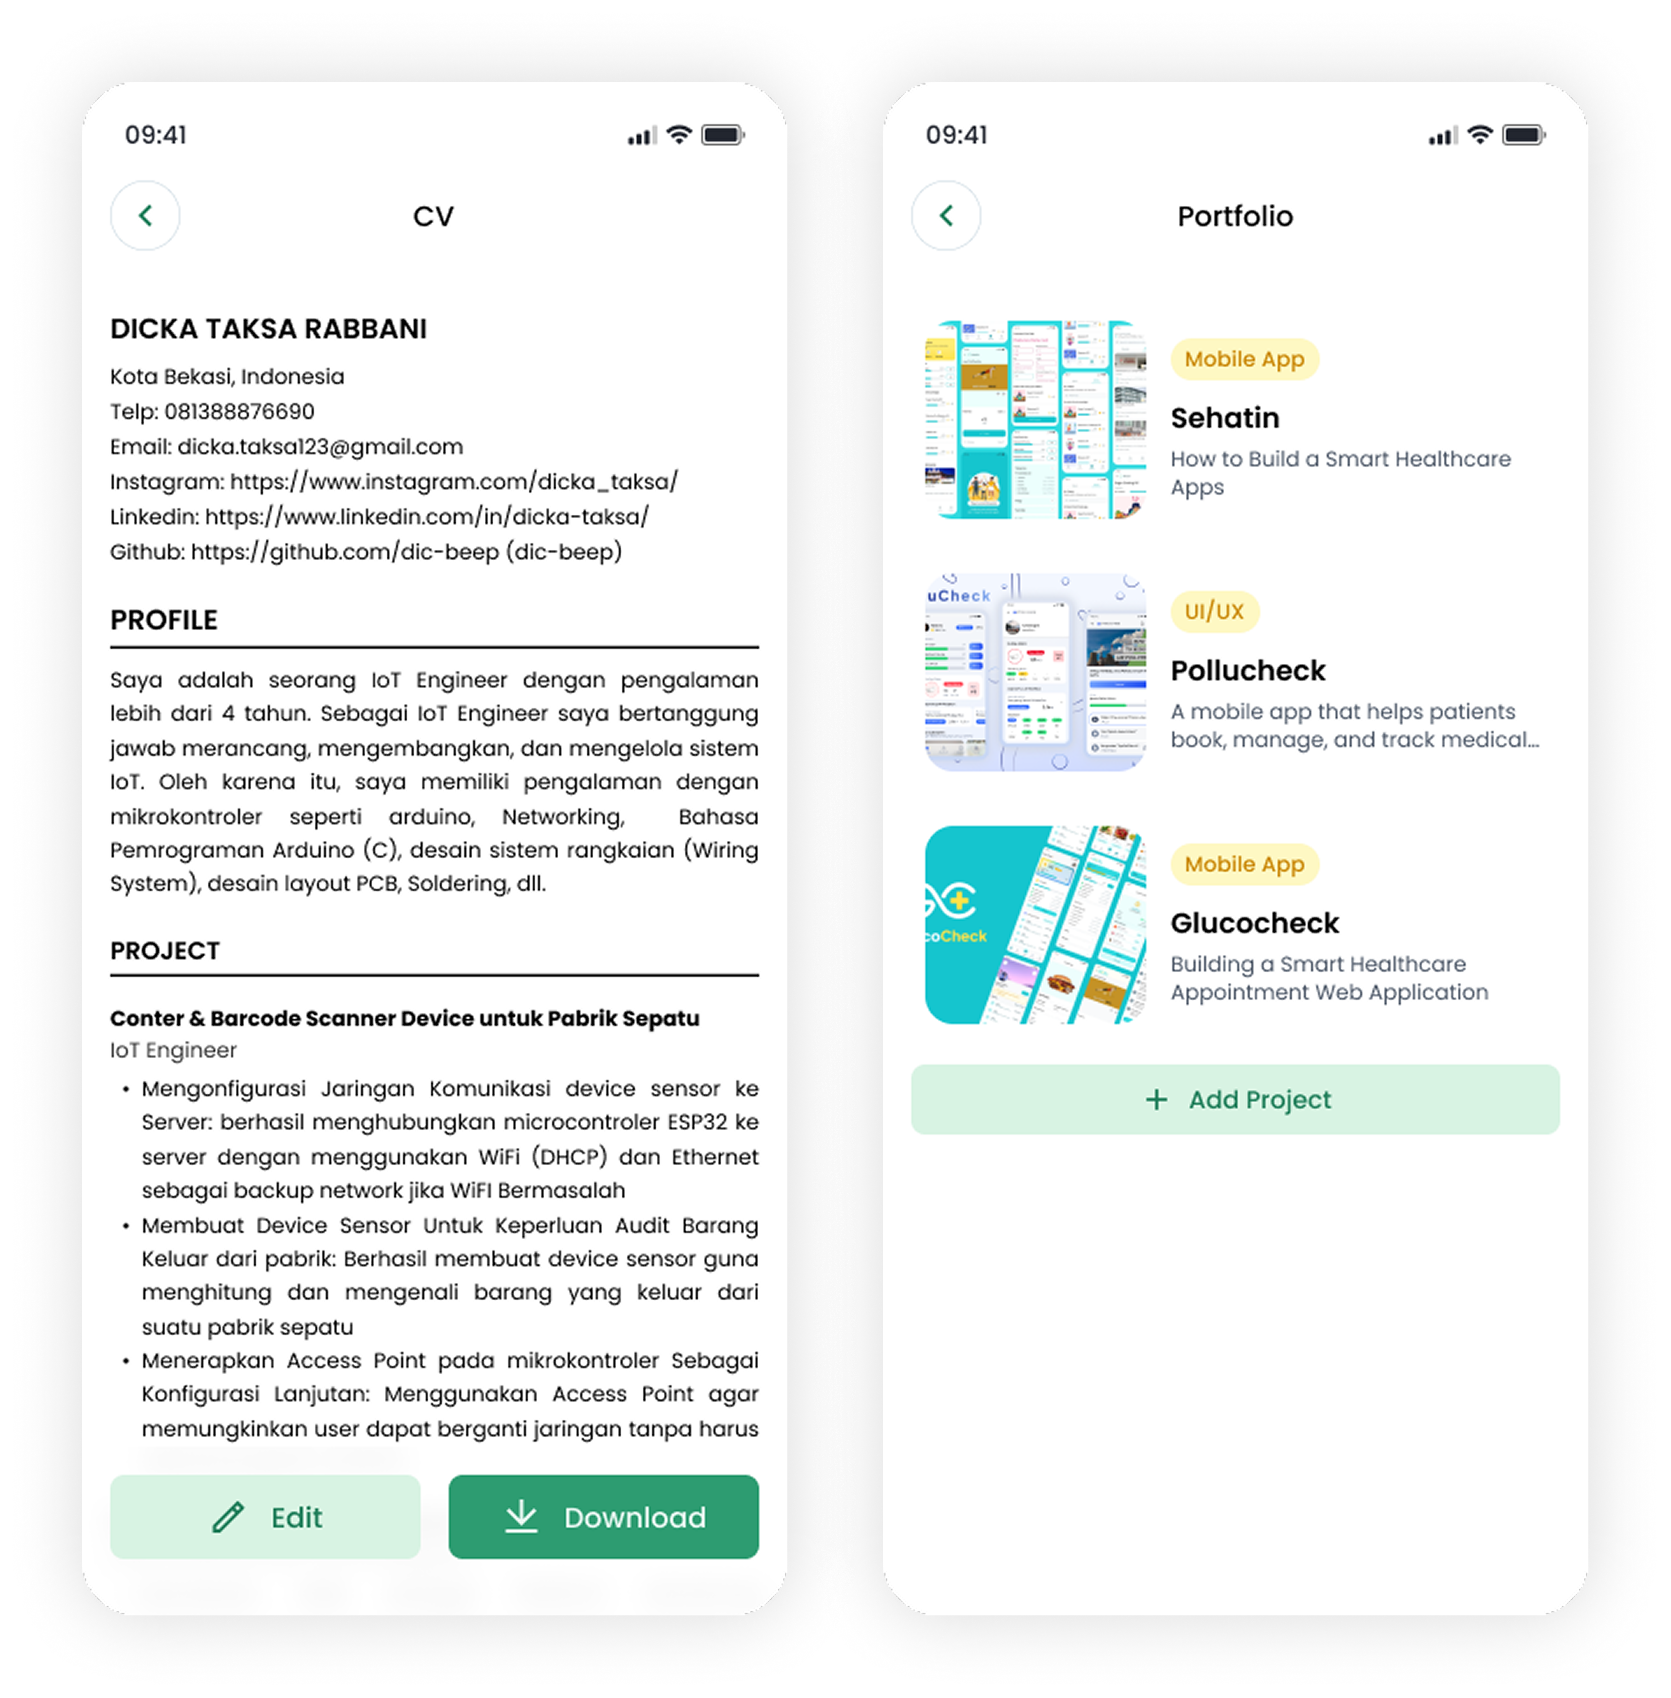 09:41
CV
DICKA TAKSA RABBANI
Kota Bekasi, Indonesia
Telp: 081388876690
Email: dicka.taksa123@gmail.com
Instagram: https://www.instagram.com/dicka_taksa/
Linkedin: https://www.linkedin.com/in/dicka-taksa/
Github: https://github.com/dic-beep (dic-beep)
PROFILE
Saya adalah seorang IoT Engineer dengan pengalaman
lebih dari 4 tahun. Sebagai IoT Engineer saya bertanggung
jawab merancang, mengembangkan, dan mengelola sistem
IoT. Oleh karena itu, saya memiliki pengalaman dengan
mikrokontroler seperti arduino, Networking, Bahasa
Pemrograman Arduino (C), desain sistem rangkaian (Wiring
System), desain layout PCB, Soldering, dll.
PROJECT
Conter & Barcode Scanner Device untuk Pabrik Sepatu
IoT Engineer
• Mengonfigurasi Jaringan Komunikasi device sensor ke
Server: berhasil menghubungkan microcontroler ESP32 ke
server dengan menggunakan WiFi (DHCP) dan Ethernet
sebagai backup network jika WiFI Bermasalah
• Membuat Device Sensor Untuk Keperluan Audit Barang
Keluar dari pabrik: Berhasil membuat device sensor guna
menghitung dan mengenali barang yang keluar dari
suatu pabrik sepatu
• Menerapkan Access Point pada mikrokontroler Sebagai
Konfigurasi Lanjutan: Menggunakan Access Point agar
memungkinkan user dapat berganti jaringan tanpa harus
Edit
Download
09:41
Portfolio
Mobile App
Sehatin
How to Build a Smart Healthcare
Apps
uCheck
UI/UX
Pollucheck
A mobile app that helps patients
book, manage, and track medical...
coCheck
Mobile App
Glucocheck
Building a Smart Healthcare
Appointment Web Application
+ Add Project